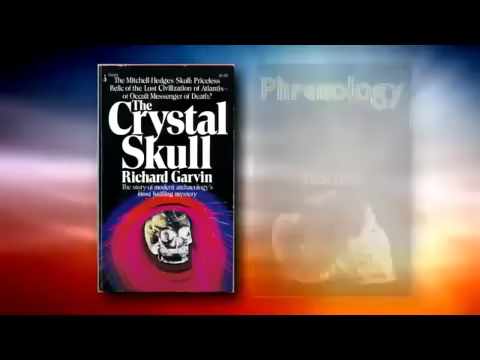 The Mitchell-Hedges Skull: Priceless
Relic of the Lost Civilization of Atlantis—
or Occult Messenger of Death?
The
Crystal
Skull
Richard Garvin
The story of modern archaeology's
most baffling mystery
Phrenology